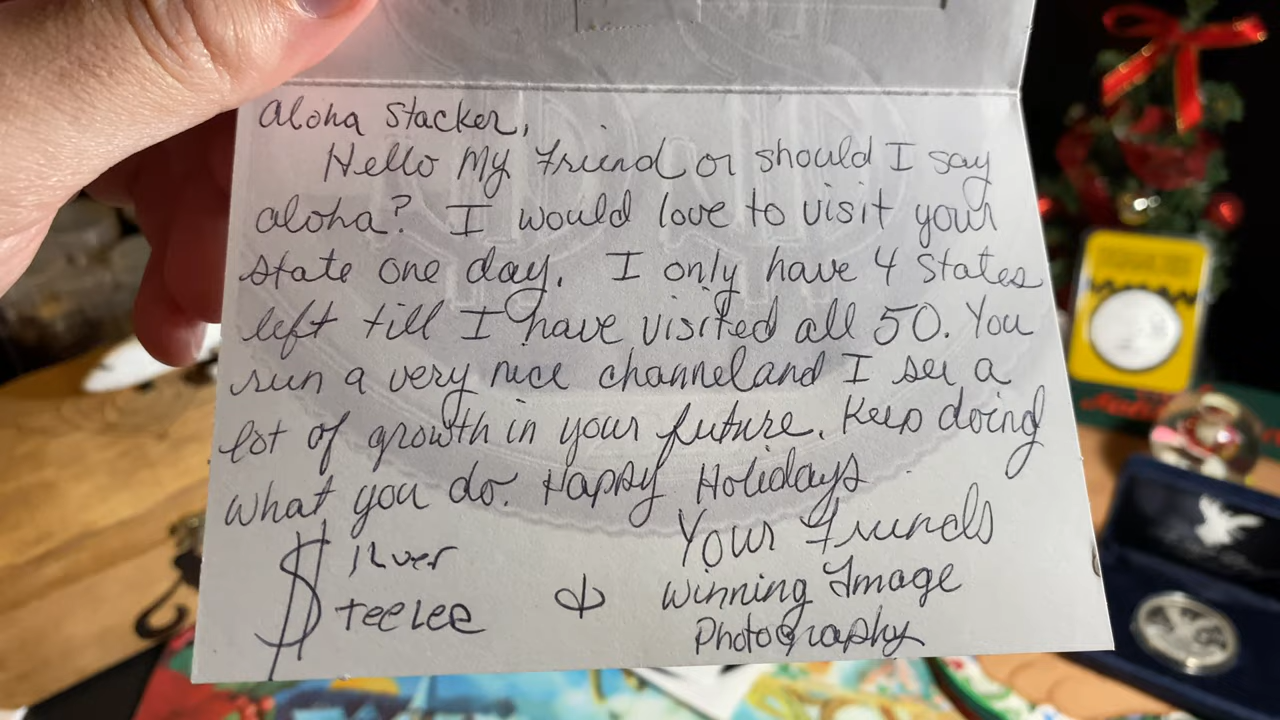 Aloha Stacker,
Hello My Friend or should I say
aloha? I would love to visit your
state one day. I only have 4 states
left till I have visited all 50. You
run a very nice channel and I see a
lot of growth in your future. Keep doing
what you do. Happy Holidays
Your Friends
$ilver
$teeLee & Winning Image
Photography